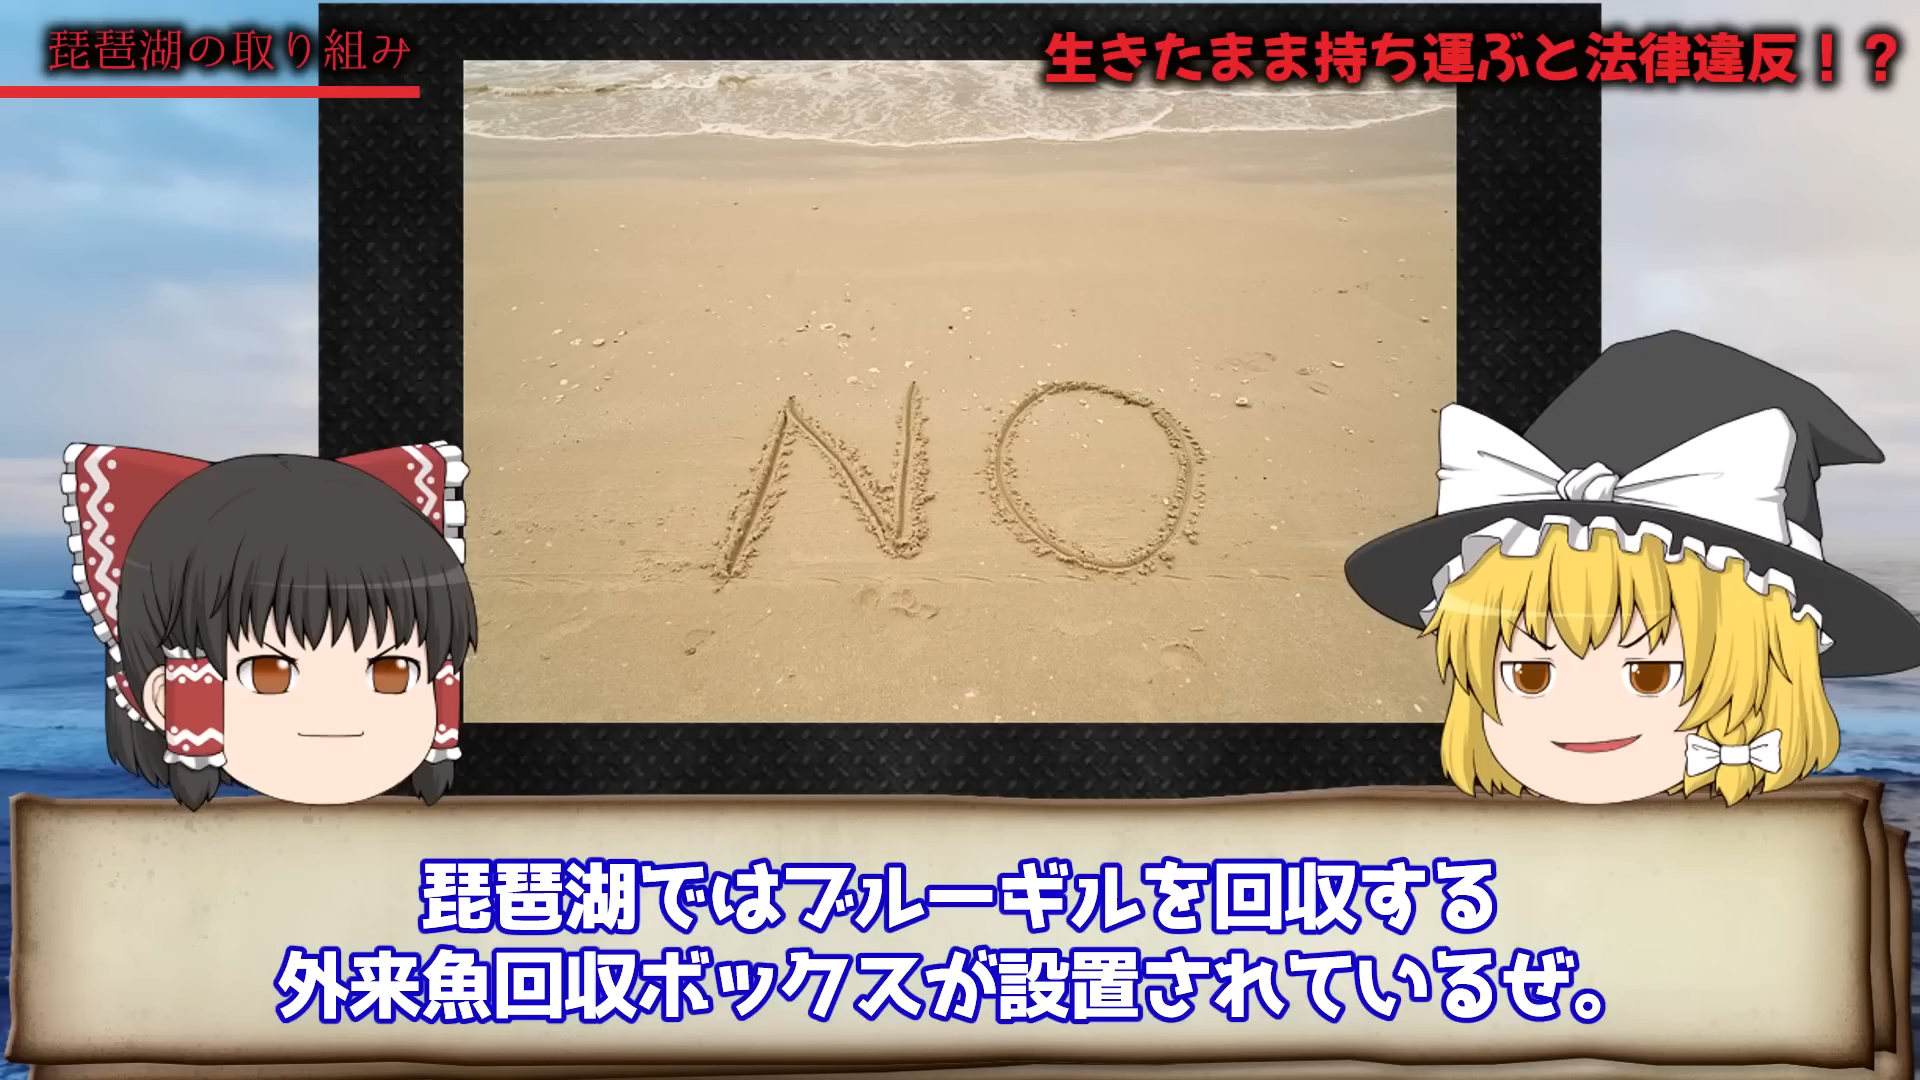 琵琶湖の取り組み
生きたまま持ち運ぶと法律違反！？
NO
琵琶湖ではブルーギルを回収する
外来魚回収ボックスが設置されているぜ。